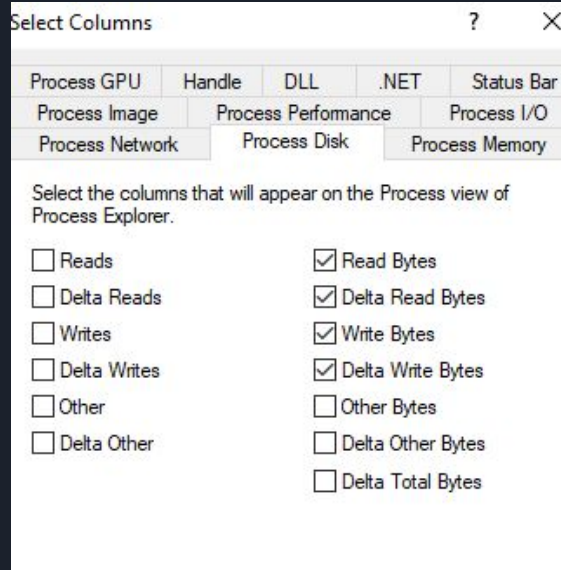 Select Columns ?
Process GPU Handle DLL .NET Status Bar
Process Image Process Performance Process I/O
Process Network Process Disk Process Memory
Select the columns that will appear on the Process view of
Process Explorer.
Reads Read Bytes
Delta Reads Delta Read Bytes
Writes Write Bytes
Delta Writes Delta Write Bytes
Other Other Bytes
Delta Other Delta Other Bytes
Delta Total Bytes